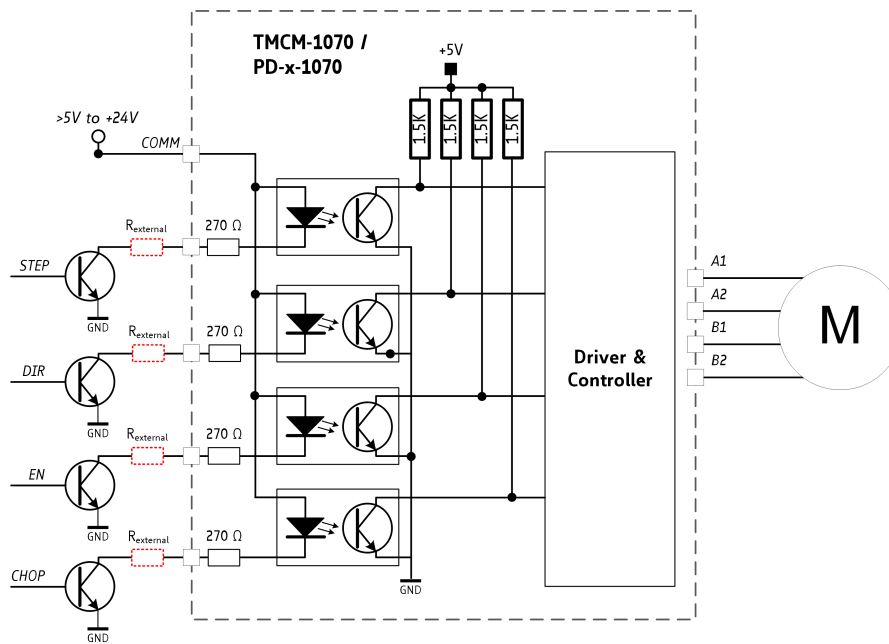 TMCM-1070 /
PD-x-1070
+5V
1.5K
1.5K
1.5K
1.5K
>5V to +24V
COMM
Rexternal
270 Ω
STEP
GND
Rexternal
270 Ω
DIR
GND
Rexternal
270 Ω
EN
GND
Rexternal
270 Ω
CHOP
GND
GND
Driver &
Controller
A1
A2
B1
B2
M